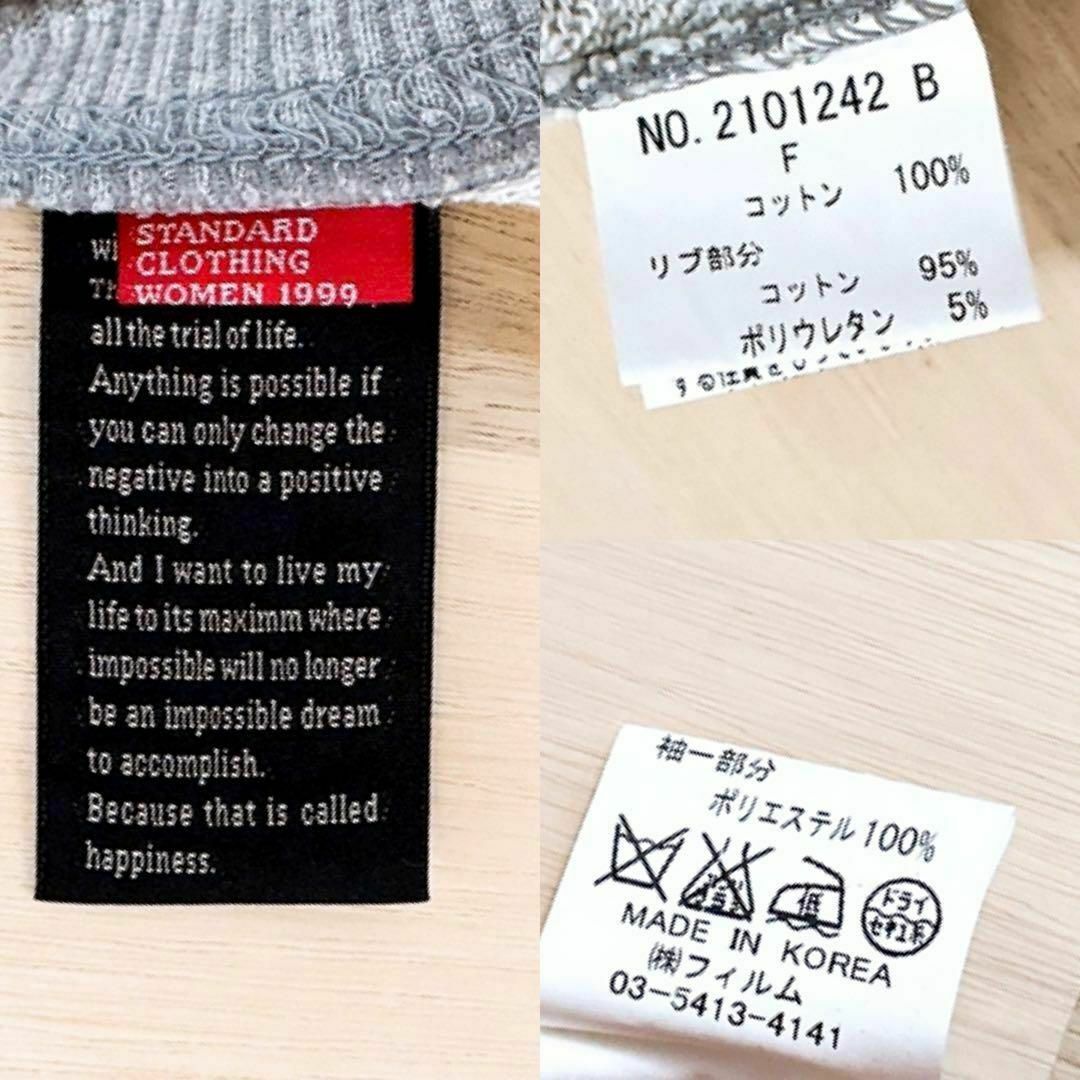 STANDARD
CLOTHING
WOMEN 1999
all the trial of life.
Anything is possible if
you can only change the
negative into a positive
thinking.
And I want to live my
life to its maximm where
impossible will no longer
be an impossible dream
to accomplish.
Because that is called
happiness.
NO. 2101242 B
F
コットン 100%
リブ部分
コットン 95%
ポリウレタン 5%
袖一部分
ポリエステル 100%
低
ドライ
セキユ系
MADE IN KOREA
㈱フィルム
03-5413-4141